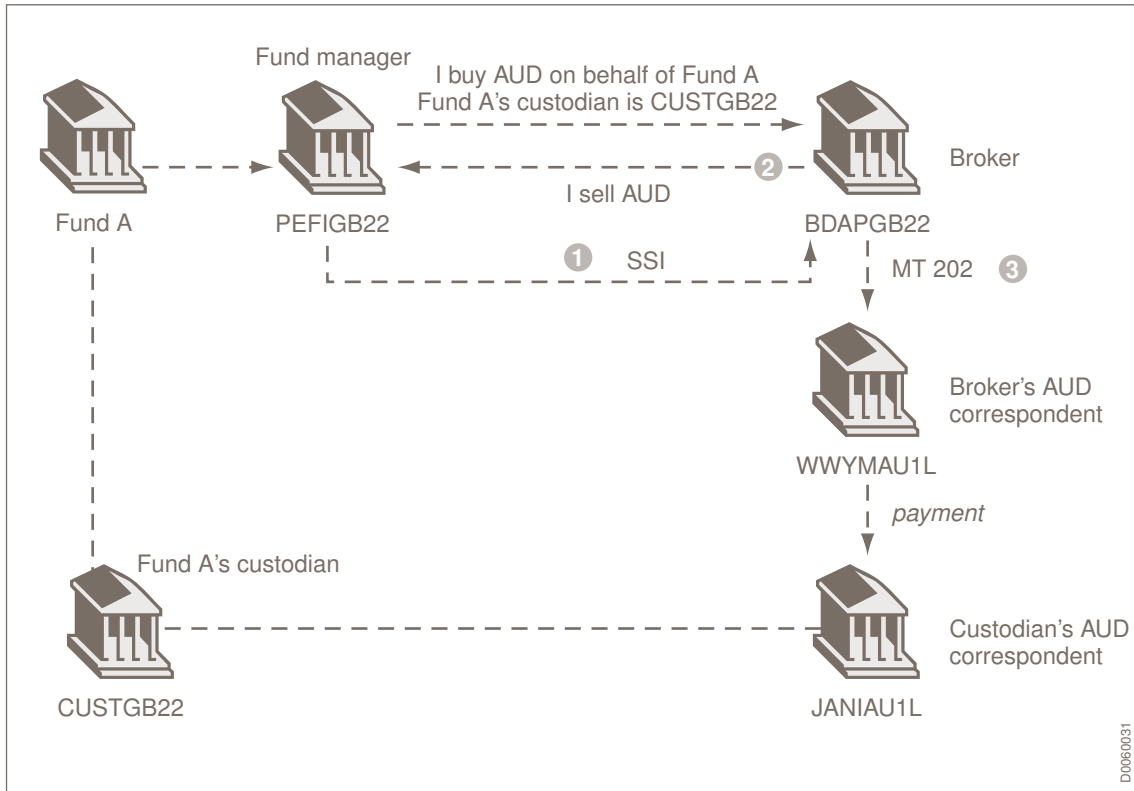 Fund manager
I buy AUD on behalf of Fund A
Fund A's custodian is CUSTGB22
2
Broker
I sell AUD
Fund A
PEFIGB22
BDAPGB22
1 SSI
MT 202 3
Broker's AUD
correspondent
WWYMAU1L
payment
Fund A's custodian
Custodian's AUD
correspondent
CUSTGB22
JANIAU1L
D0060031